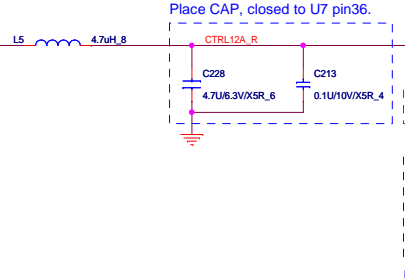 Place CAP, closed to U7 pin36.
L5 4.7uH_8 CTRL12A_R
C228 C213
4.7U/6.3V/X5R_6 0.1U/10V/X5R_4